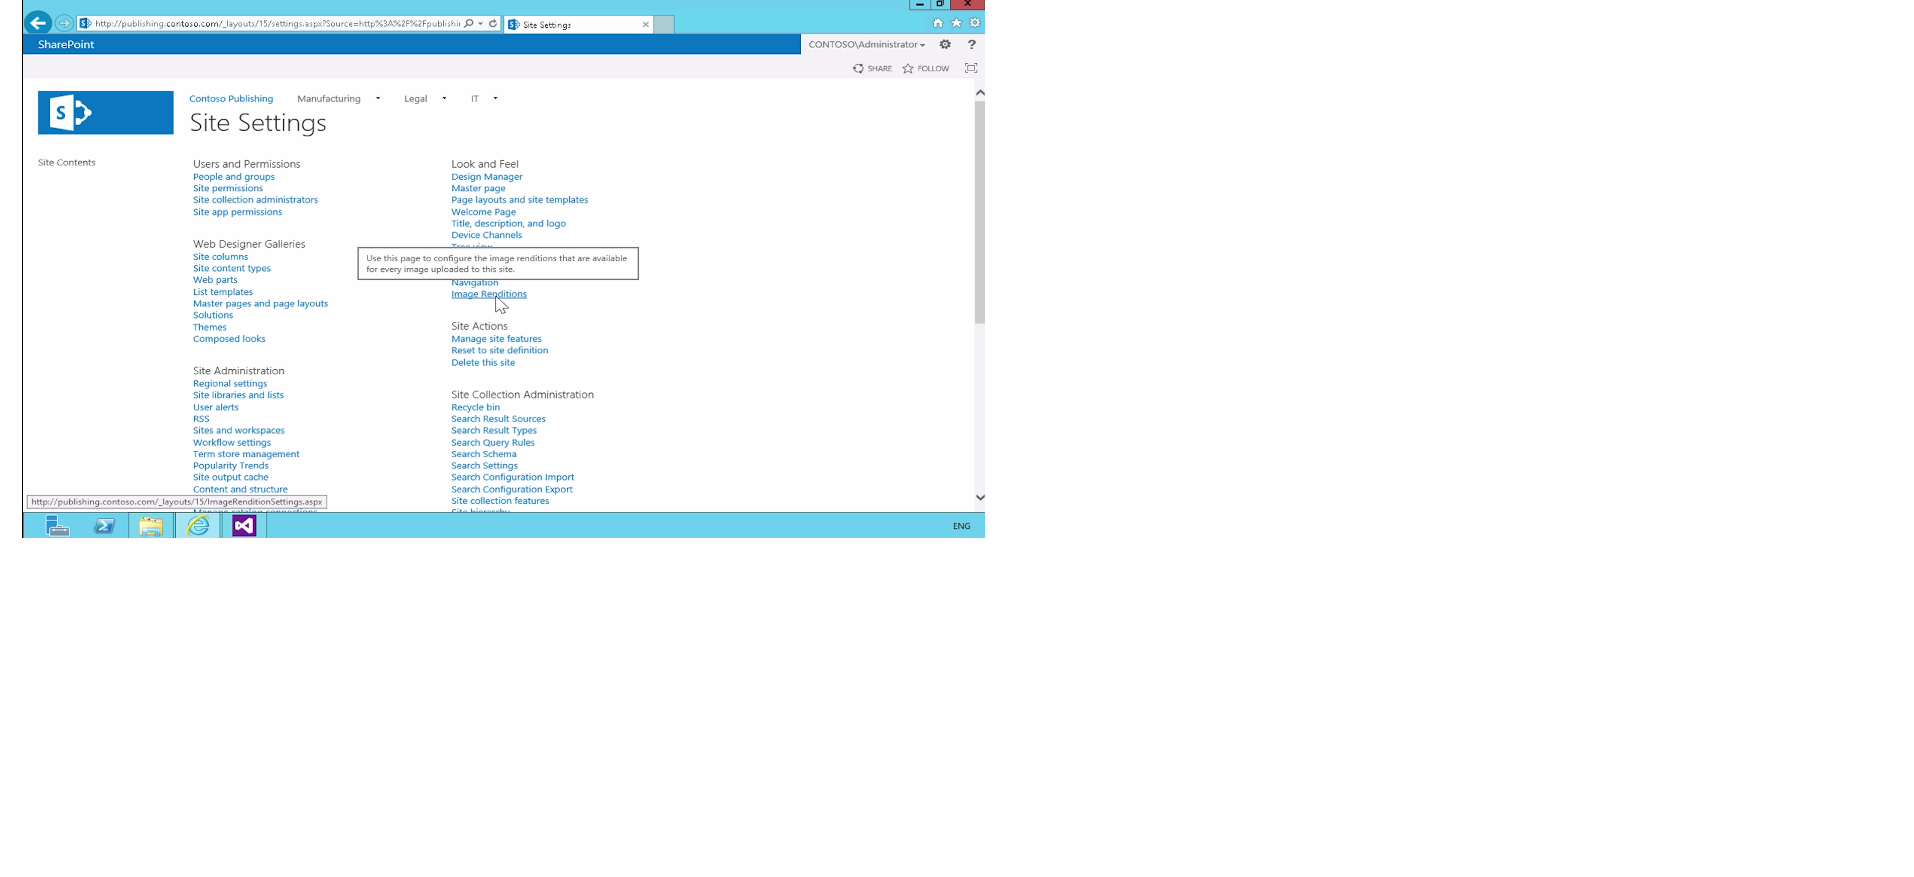 http://publishing.contoso.com/_layouts/15/settings.aspx?Source=http%3A%2F%2Fpublishi
Site Settings
SharePoint
CONTOSO\Administrator
SHARE
FOLLOW
Contoso Publishing
Manufacturing
Legal
IT
Site Settings
Site Contents
Users and Permissions
People and groups
Site permissions
Site collection administrators
Site app permissions
Web Designer Galleries
Site columns
Site content types
Web parts
List templates
Master pages and page layouts
Solutions
Themes
Composed looks
Site Administration
Regional settings
Site libraries and lists
User alerts
RSS
Sites and workspaces
Workflow settings
Term store management
Popularity Trends
Site output cache
Content and structure
Look and Feel
Design Manager
Master page
Page layouts and site templates
Welcome Page
Title, description, and logo
Device Channels
Tree view
Use this page to configure the image renditions that are available
for every image uploaded to this site.
Navigation
Image Renditions
Site Actions
Manage site features
Reset to site definition
Delete this site
Site Collection Administration
Recycle bin
Search Result Sources
Search Result Types
Search Query Rules
Search Schema
Search Settings
Search Configuration Import
Search Configuration Export
Site collection features
Site hierarchy
http://publishing.contoso.com/_layouts/15/ImageRenditionSettings.aspx
ENG